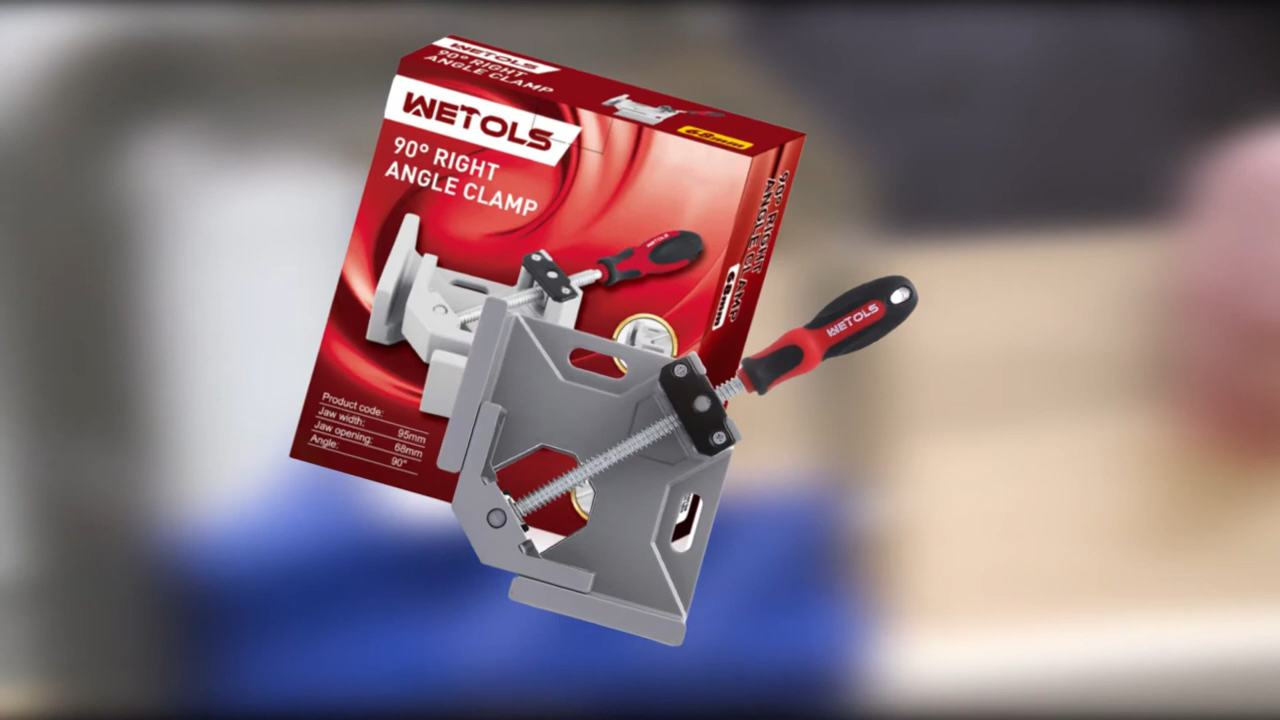 WETOLS
90° RIGHT
ANGLE CLAMP
68mm
WETOLS
90° RIGHT
ANGLE CLAMP
90° RIGHT
ANGLE CLAMP
68mm
WETOLS
Product code:
Jaw width: 95mm
Jaw opening: 68mm
Angle: 90°